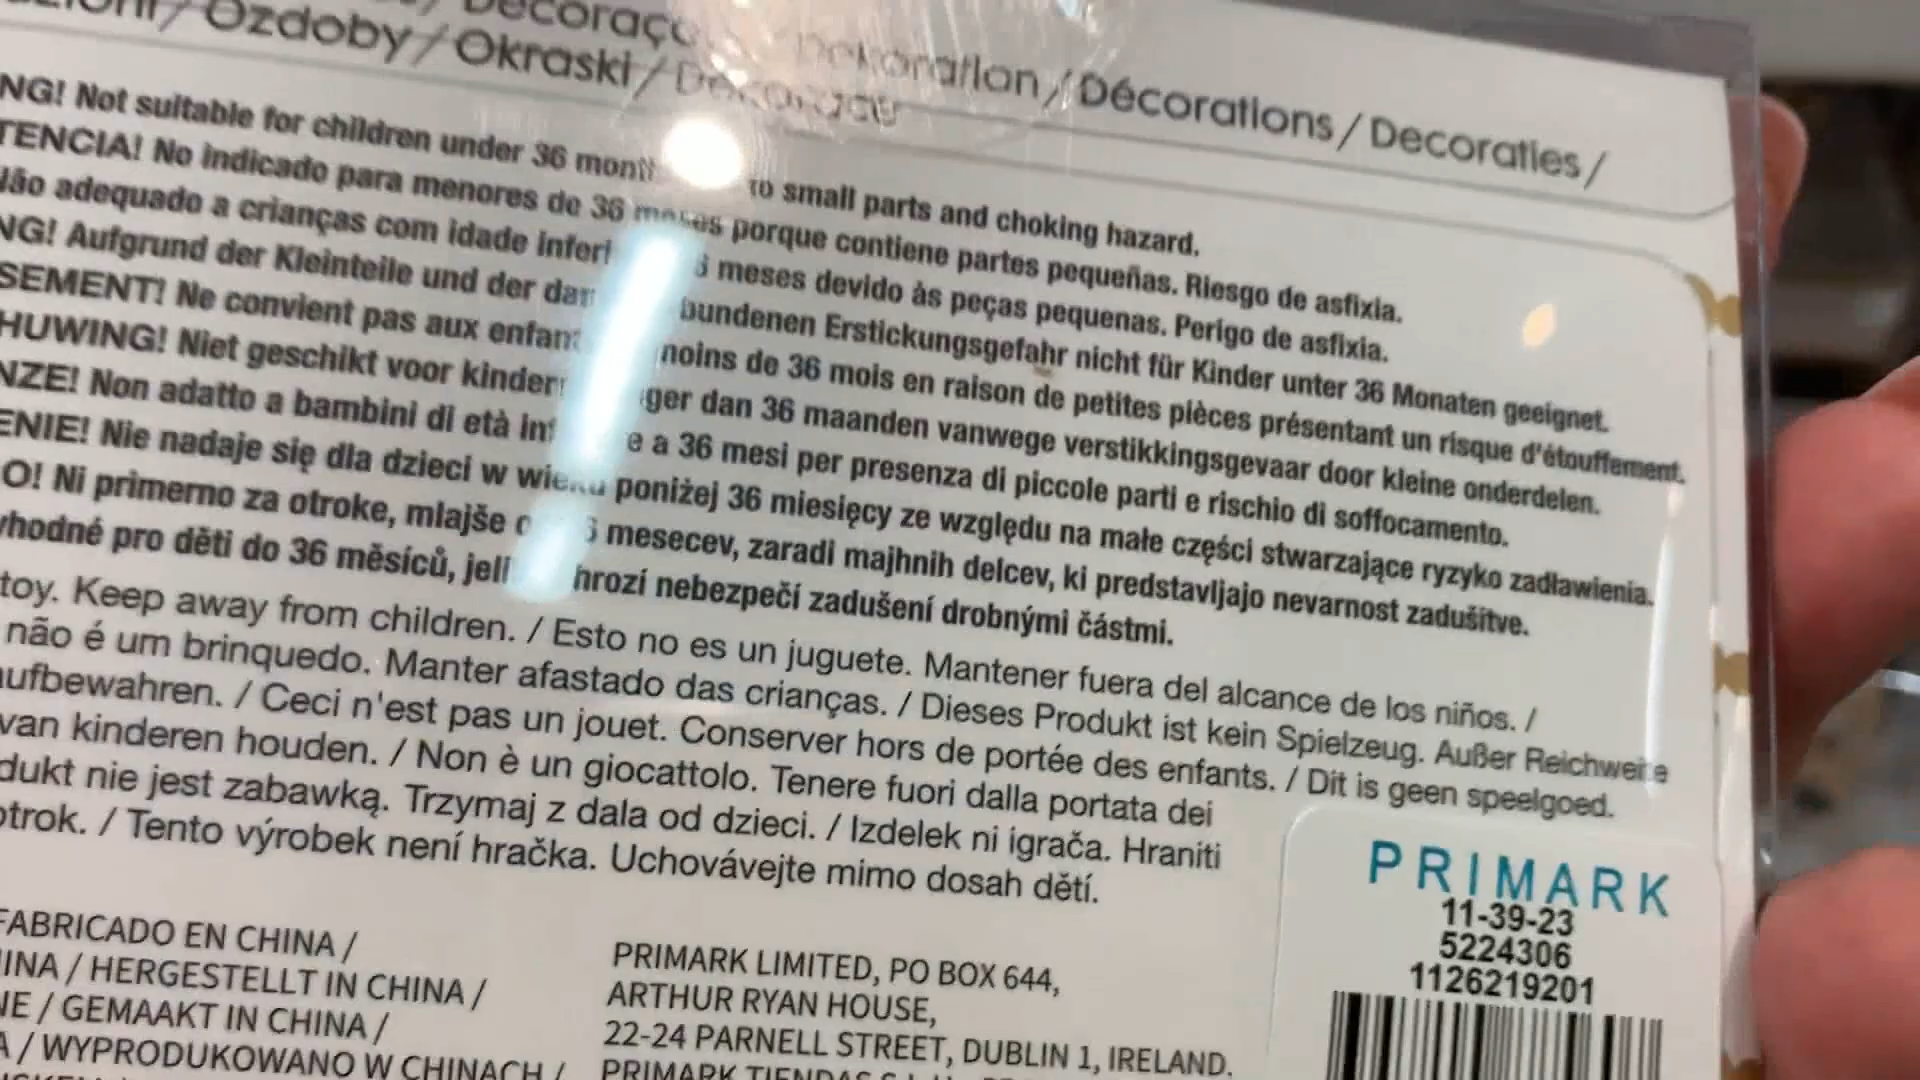 Ozdoby / Okraski /
/ Décorations / Decoraties /
NG! Not suitable for children under 36 to small parts and choking hazard.
TENCIA! No indicado para menores de 36 meses porque contiene partes pequeñas. Riesgo de asfixia.
Não adequado a crianças com idade meses devido às peças pequenas. Perigo de asfixia.
NG! Aufgrund der Kleinteile und der bundenen Erstickungsgefahr nicht für Kinder unter 36 Monaten geeignet.
SEMENT! Ne convient pas aux moins de 36 mois en raison de petites pièces présentant un risque d'étouffement.
HUWING! Niet geschikt voor ger dan 36 maanden vanwege verstikkingsgevaar door kleine onderdelen.
NZE! Non adatto a bambini di età e a 36 mesi per presenza di piccole parti e rischio di soffocamento.
ENIE! Nie nadaje się dla dzieci w wieku poniżej 36 miesięcy ze względu na małe części stwarzające ryzyko zadławienia.
O! Ni primerno za otroke, mlajše 6 mesecev, zaradi majhnih delcev, ki predstavljajo nevarnost zadušitve.
vhodné pro děti do 36 měsíců, hrozí nebezpečí zadušení drobnými částmi.
toy. Keep away from children. / Esto no es un juguete. Mantener fuera del alcance de los niños. /
não é um brinquedo. Manter afastado das crianças. / Dieses Produkt ist kein Spielzeug. Außer Reichweite
aufbewahren. / Ceci n'est pas un jouet. Conserver hors de portée des enfants. / Dit is geen speelgoed.
van kinderen houden. / Non è un giocattolo. Tenere fuori dalla portata dei
dukt nie jest zabawką. Trzymaj z dala od dzieci. / Izdelek ni igrača. Hraniti
otrok. / Tento výrobek není hračka. Uchovávejte mimo dosah dětí.
FABRICADO EN CHINA /
INA / HERGESTELLT IN CHINA /
NE / GEMAAKT IN CHINA /
A / WYPRODUKOWANO W CHINACH /
PRIMARK LIMITED, PO BOX 644,
ARTHUR RYAN HOUSE,
22-24 PARNELL STREET, DUBLIN 1, IRELAND.
PRIMARK TIENDAS
PRIMARK
11-39-23
5224306
1126219201